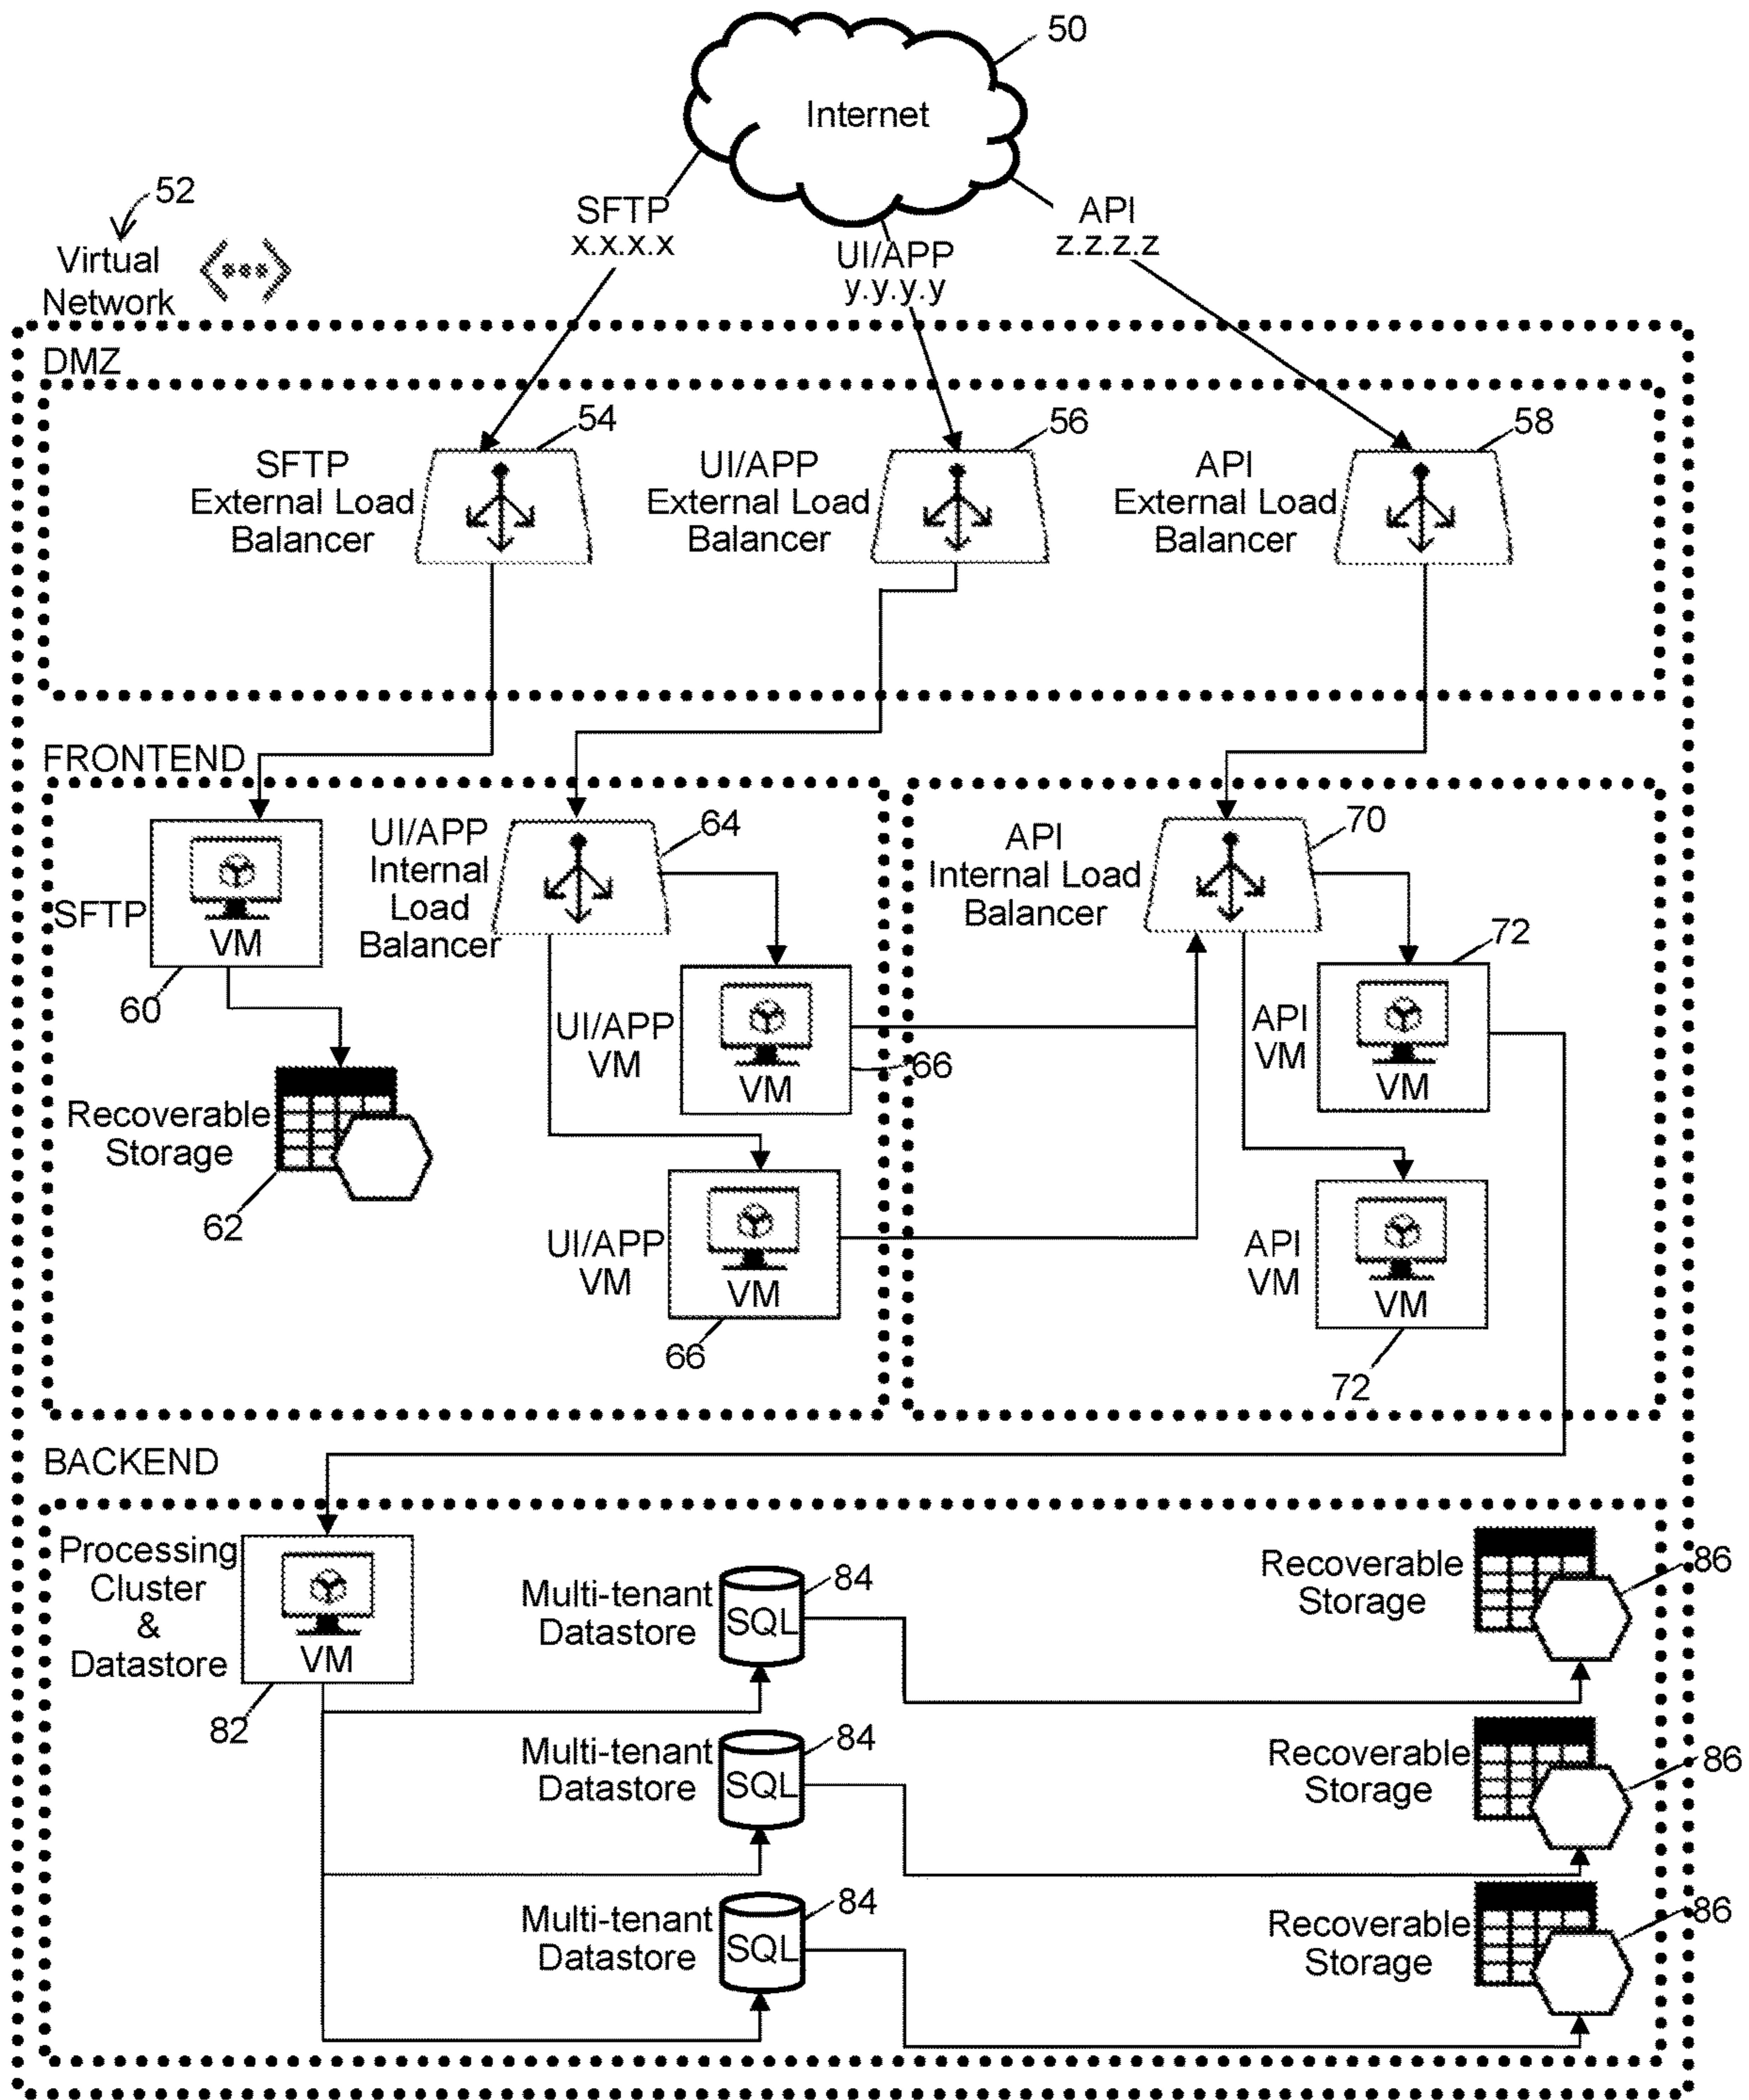 50
Internet
52
Virtual
Network
SFTP
x.x.x.x
UI/APP
y.y.y.y
API
z.z.z.z
DMZ
54
SFTP
External Load
Balancer
56
UI/APP
External Load
Balancer
58
API
External Load
Balancer
FRONTEND
SFTP
VM
60
Recoverable
Storage
62
UI/APP
Internal
Load
Balancer
64
UI/APP
VM
VM
66
UI/APP
VM
VM
66
API
Internal Load
Balancer
70
72
API
VM
VM
API
VM
VM
72
BACKEND
Processing
Cluster
&
Datastore
VM
82
Multi-tenant
Datastore
SQL
84
Recoverable
Storage
86
Multi-tenant
Datastore
SQL
84
Recoverable
Storage
86
Multi-tenant
Datastore
SQL
84
Recoverable
Storage
86